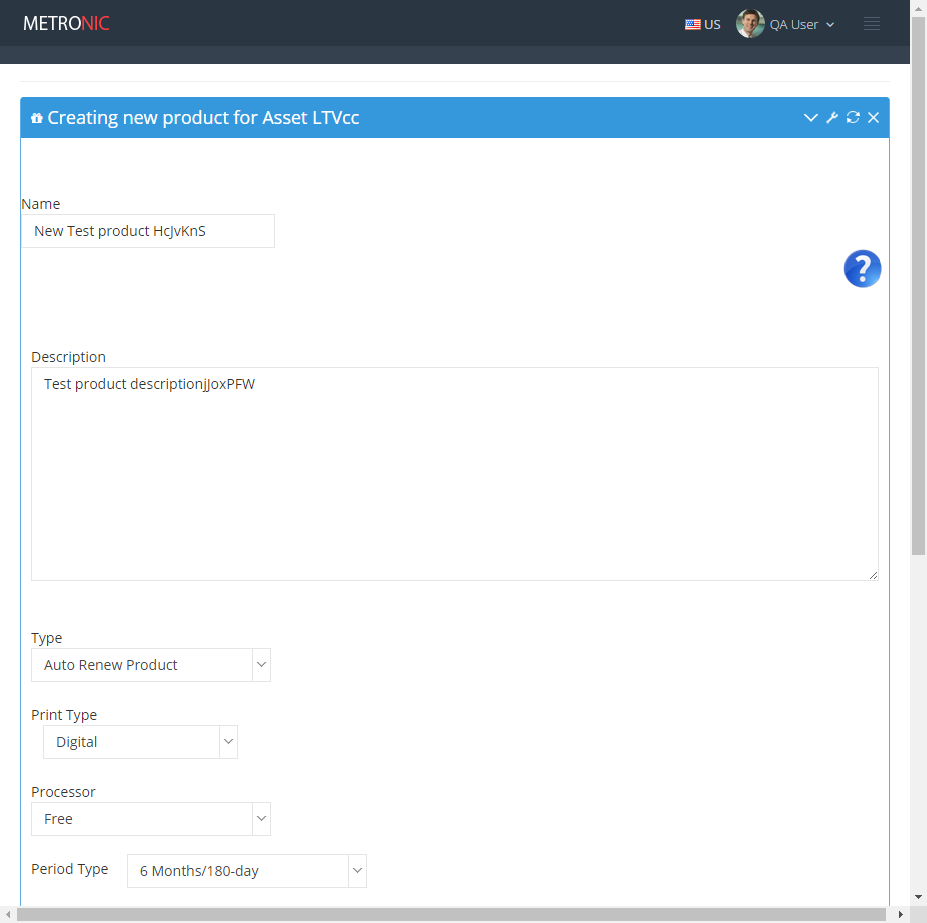 METRONIC
US
QA User
Creating new product for Asset LTVcc
Name
New Test product HcJvKnS
?
Description
Test product descriptionjJoxPFW
Type
Auto Renew Product
Print Type
Digital
Processor
Free
Period Type
6 Months/180-day